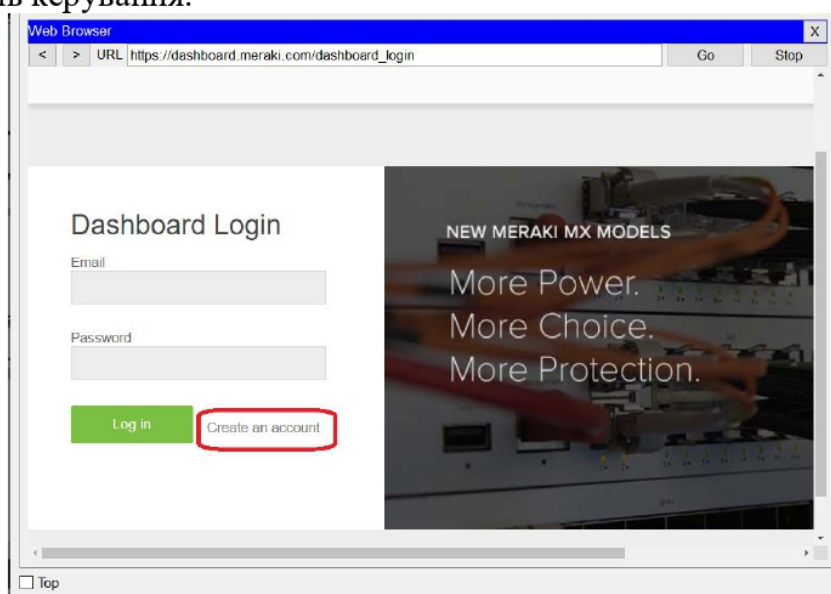 ів керування.
Web Browser
X
< > URL https://dashboard.meraki.com/dashboard_login Go Stop
Dashboard Login
Email
Password
Log in Create an account
NEW MERAKI MX MODELS
More Power.
More Choice.
More Protection.
Top